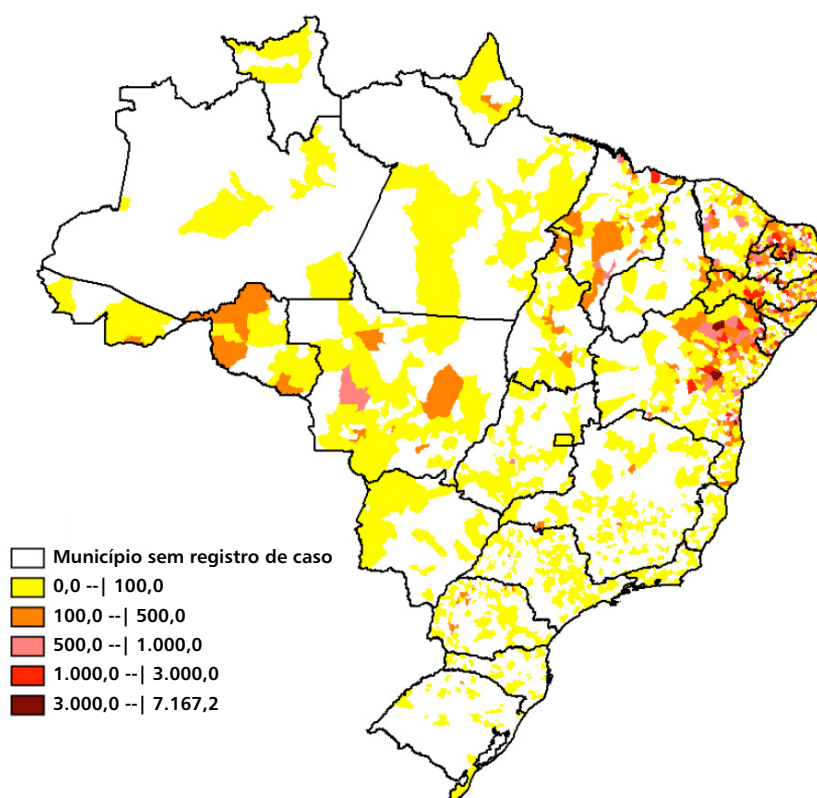 Município sem registro de caso
0,0 --| 100,0
100,0 --| 500,0
500,0 --| 1.000,0
1.000,0 --| 3.000,0
3.000,0 --| 7.167,2